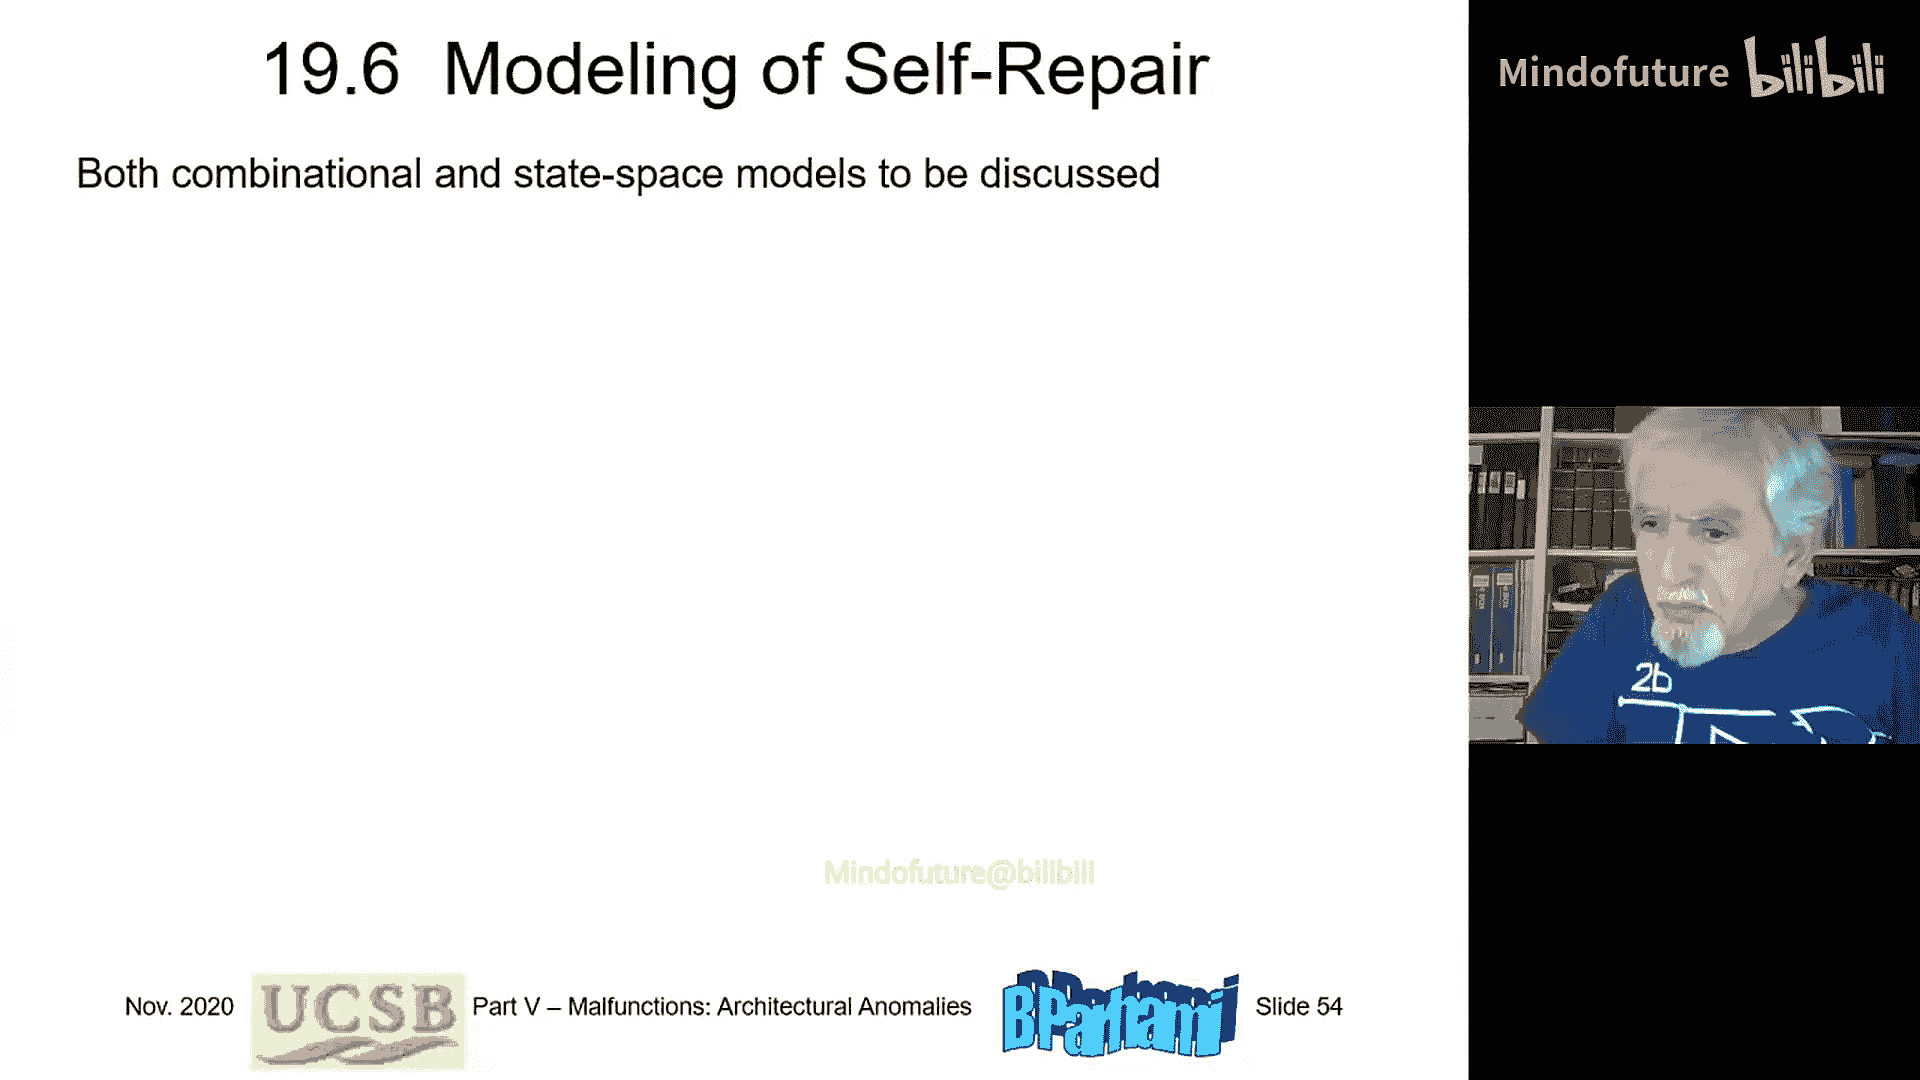 19.6 Modeling of Self-Repair
Mindofuture bilibili
Both combinational and state-space models to be discussed
2b
Mindofuture@bilibili
Nov. 2020 UCSB Part V – Malfunctions: Architectural Anomalies B Parhami Slide 54